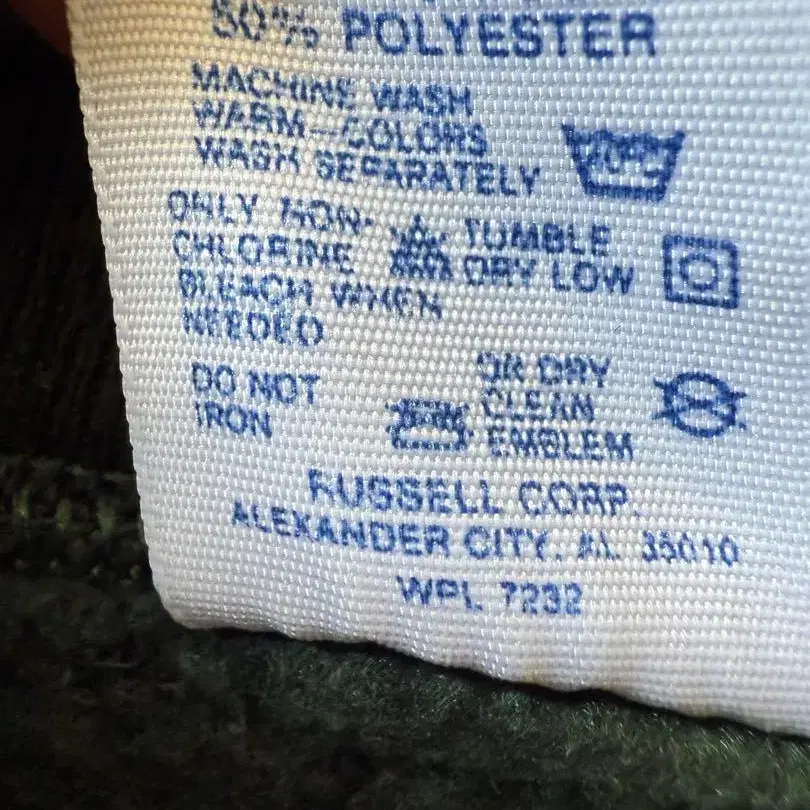 50% POLYESTER
MACHINE WASH
WARM—COLORS
WASH SEPARATELY
40°C
ONLY NON-
CHLORINE
BLEACH WHEN
NEEDED
TUMBLE
DRY LOW
DO NOT
IRON
OR DRY
CLEAN
EMBLEM
RUSSELL CORP.
ALEXANDER CITY, AL 35010
WPL 7232